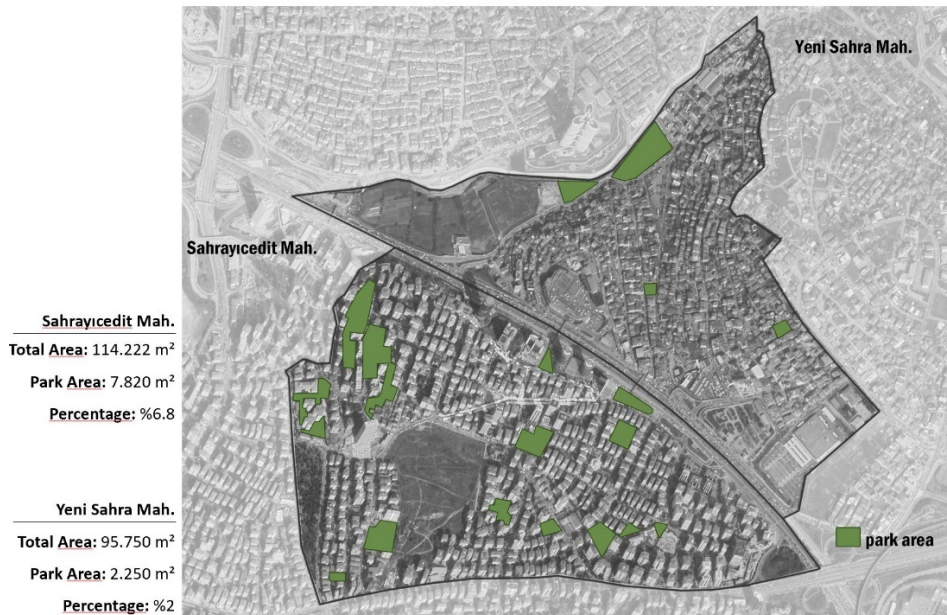 Yeni Sahra Mah.
Sahrayıcedit Mah.
Sahrayıcedit Mah.
Total Area: 114.222 m²
Park Area: 7.820 m²
Percentage: %6.8
Yeni Sahra Mah.
Total Area: 95.750 m²
Park Area: 2.250 m²
Percentage: %2
park area